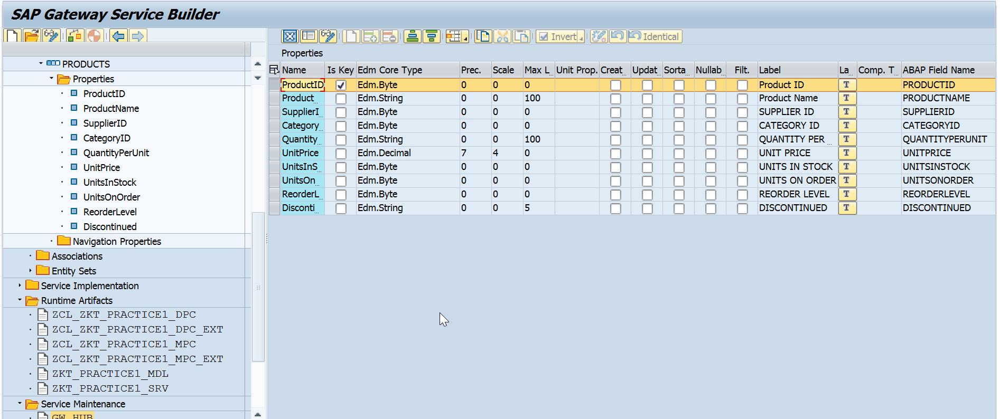 SAP Gateway Service Builder
Invert
Identical
PRODUCTS
Properties
ProductID
ProductName
SupplierID
CategoryID
QuantityPerUnit
UnitPrice
UnitsInStock
UnitsOnOrder
ReorderLevel
Discontinued
Navigation Properties
Associations
Entity Sets
Service Implementation
Runtime Artifacts
ZCL_ZKT_PRACTICE1_DPC
ZCL_ZKT_PRACTICE1_DPC_EXT
ZCL_ZKT_PRACTICE1_MPC
ZCL_ZKT_PRACTICE1_MPC_EXT
ZKT_PRACTICE1_MDL
ZKT_PRACTICE1_SRV
Service Maintenance
GW_HUB
Properties
Name Is Key Edm Core Type Prec. Scale Max L… Unit Prop. Creat… Updat… Sorta… Nullab… Filt. Label La… Comp. T… ABAP Field Name
ProductID Edm.Byte 0 0 0 Product ID T PRODUCTID
Product… Edm.String 0 0 100 Product Name T PRODUCTNAME
SupplierI… Edm.Byte 0 0 0 SUPPLIER ID T SUPPLIERID
Category… Edm.Byte 0 0 0 CATEGORY ID T CATEGORYID
Quantity… Edm.String 0 0 100 QUANTITY PER … T QUANTITYPERUNIT
UnitPrice Edm.Decimal 7 4 0 UNIT PRICE T UNITPRICE
UnitsInS… Edm.Byte 0 0 0 UNITS IN STOCK T UNITSINSTOCK
UnitsOn… Edm.Byte 0 0 0 UNITS ON ORDER T UNITSONORDER
ReorderL… Edm.Byte 0 0 0 REORDER LEVEL T REORDERLEVEL
Disconti… Edm.String 0 0 5 DISCONTINUED T DISCONTINUED